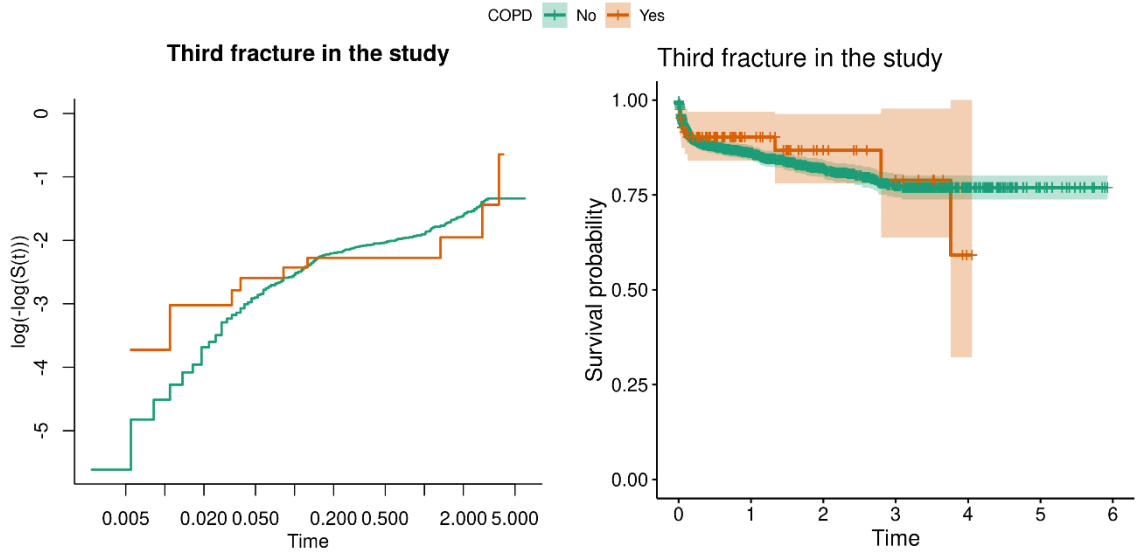 COPD No Yes
Third fracture in the study
log(-log(S(t)))
0
-1
-2
-3
-4
-5
0.005 0.020 0.050 0.200 0.500 2.000 5.000
Time
Third fracture in the study
Survival probability
1.00
0.75
0.50
0.25
0.00
0 1 2 3 4 5 6
Time